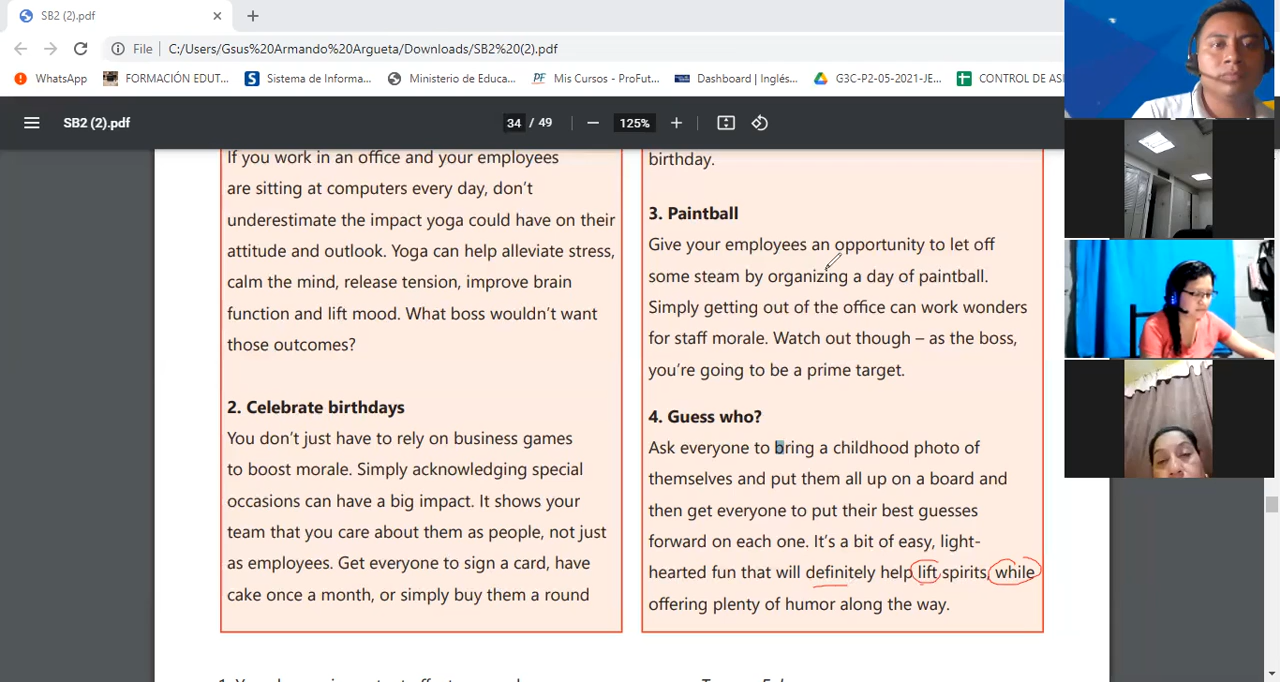 SB2 (2).pdf
File
C:/Users/Gsus%20Armando%20Argueta/Downloads/SB2%20(2).pdf
WhatsApp
FORMACIÓN EDUT...
Sistema de Informa...
Ministerio de Educa...
Mis Cursos - ProFut...
Dashboard | Inglés...
G3C-P2-05-2021-JE...
CONTROL DE AS
SB2 (2).pdf
34 / 49
125%
If you work in an office and your employees
are sitting at computers every day, don't
underestimate the impact yoga could have on their
attitude and outlook. Yoga can help alleviate stress,
calm the mind, release tension, improve brain
function and lift mood. What boss wouldn't want
those outcomes?
2. Celebrate birthdays
You don't just have to rely on business games
to boost morale. Simply acknowledging special
occasions can have a big impact. It shows your
team that you care about them as people, not just
as employees. Get everyone to sign a card, have
cake once a month, or simply buy them a round
birthday.
3. Paintball
Give your employees an opportunity to let off
some steam by organizing a day of paintball.
Simply getting out of the office can work wonders
for staff morale. Watch out though – as the boss,
you're going to be a prime target.
4. Guess who?
Ask everyone to bring a childhood photo of
themselves and put them all up on a board and
then get everyone to put their best guesses
forward on each one. It's a bit of easy, light-
hearted fun that will definitely help lift spirits, while
offering plenty of humor along the way.